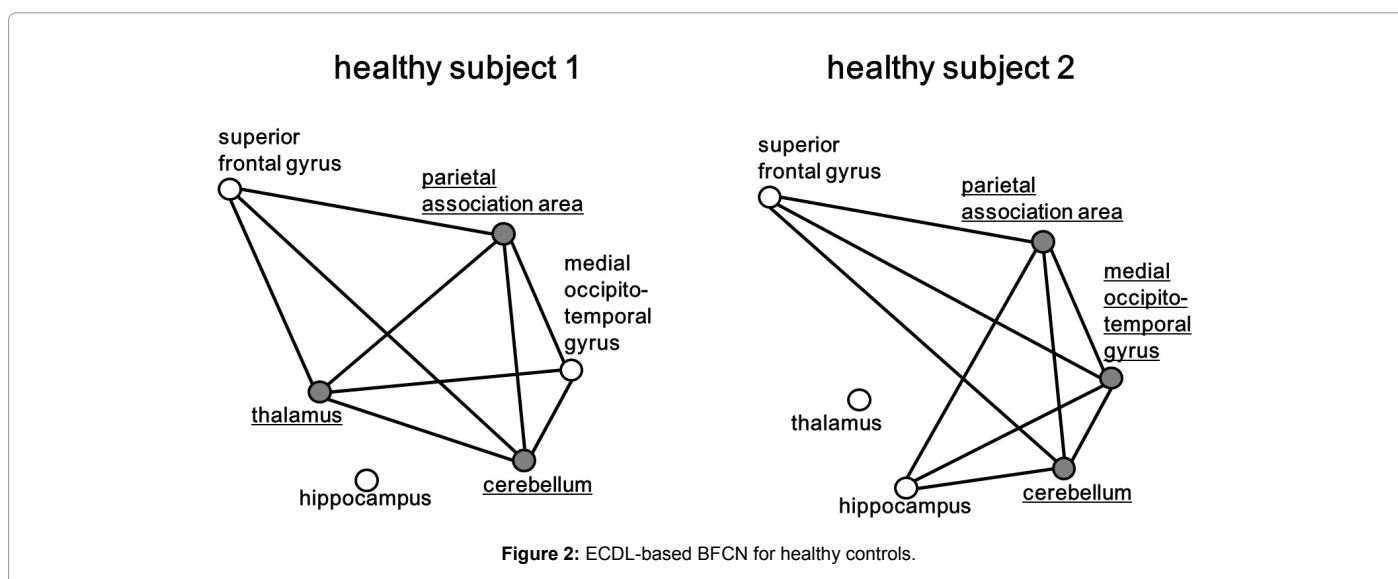 healthy subject 1
superior
frontal gyrus
parietal
association area
medial
occipito-
temporal
gyrus
thalamus
hippocampus
cerebellum
healthy subject 2
superior
frontal gyrus
parietal
association area
medial
occipito-
temporal
gyrus
thalamus
hippocampus
cerebellum
Figure 2: ECDL-based BFCN for healthy controls.